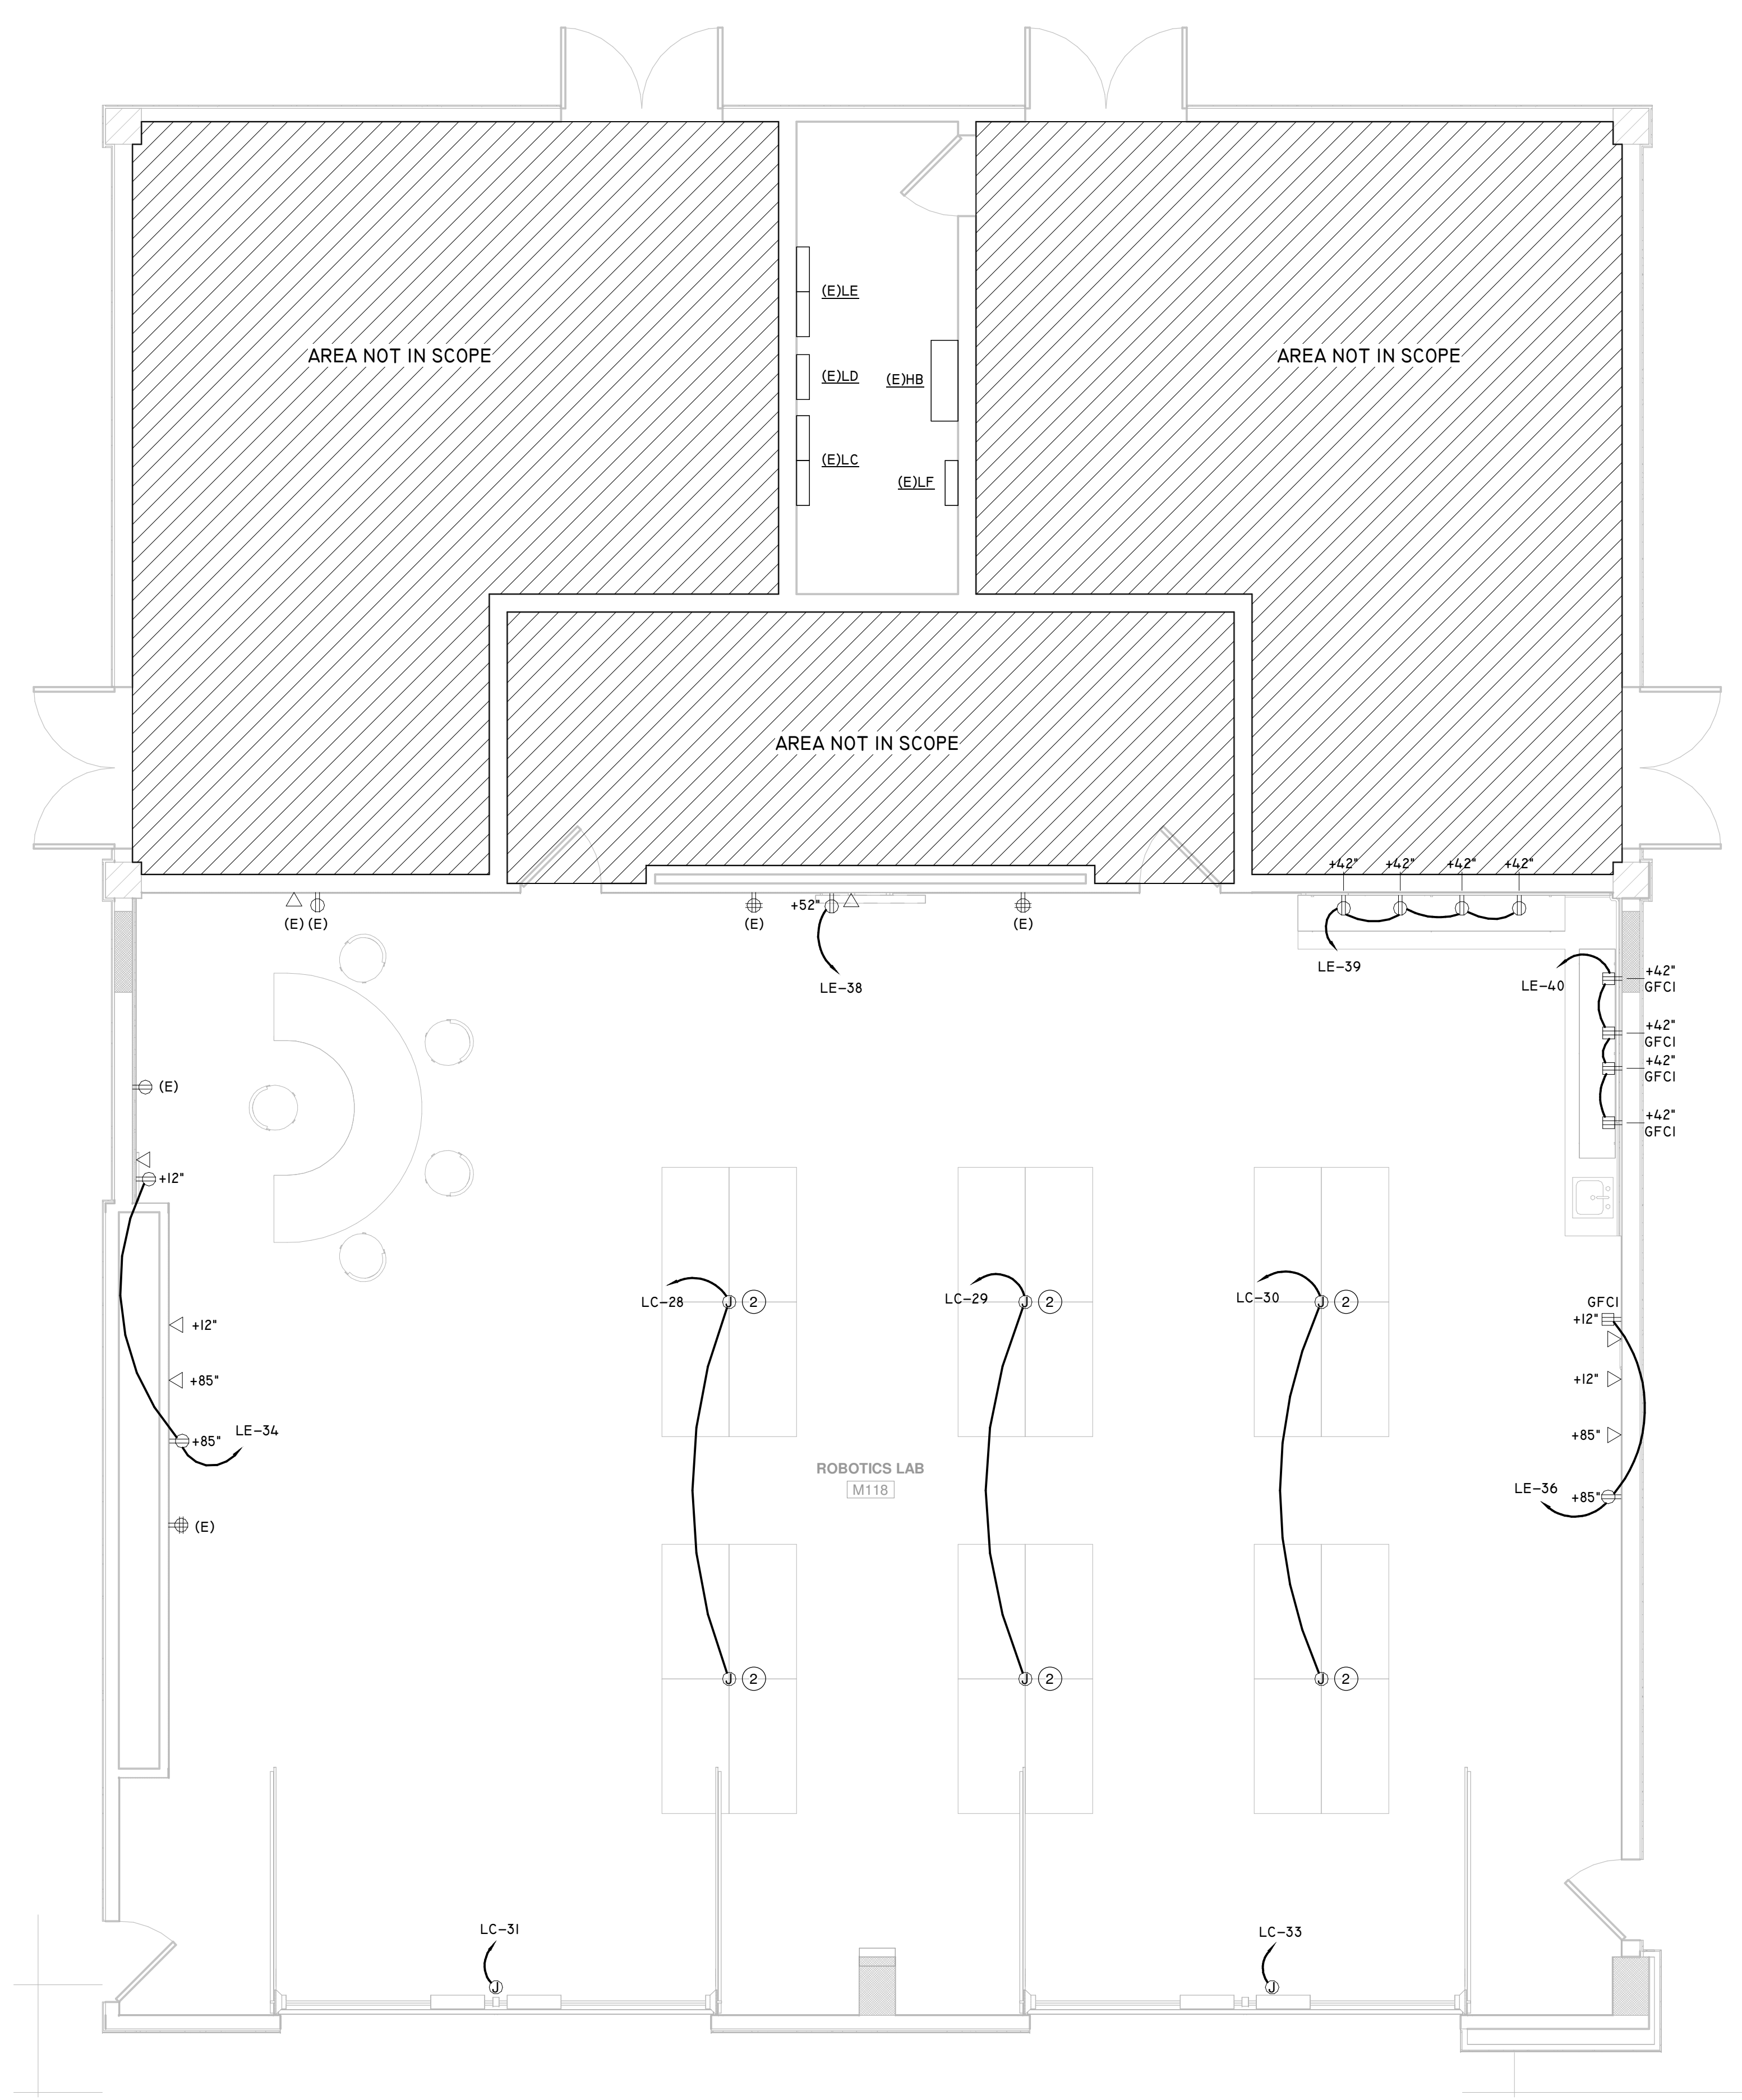 (E)LE
AREA NOT IN SCOPE
AREA NOT IN SCOPE
(E)LD
(E)HB
(E)LC
(E)LF
AREA NOT IN SCOPE
+42"
+42"
+42"
+42"
(E)
(E)
(E)
+52"
(E)
LE-38
LE-39
LE-40
+42"
GFCI
+42"
GFCI
+42"
GFCI
+42"
GFCI
(E)
+12"
LC-28
J
2
LC-29
J
2
LC-30
J
2
GFCI
+12"
+12"
+85"
+12"
+85"
LE-34
+85"
ROBOTICS LAB
M118
LE-36
+85"
(E)
J
2
J
2
J
2
LC-31
J
LC-33
J